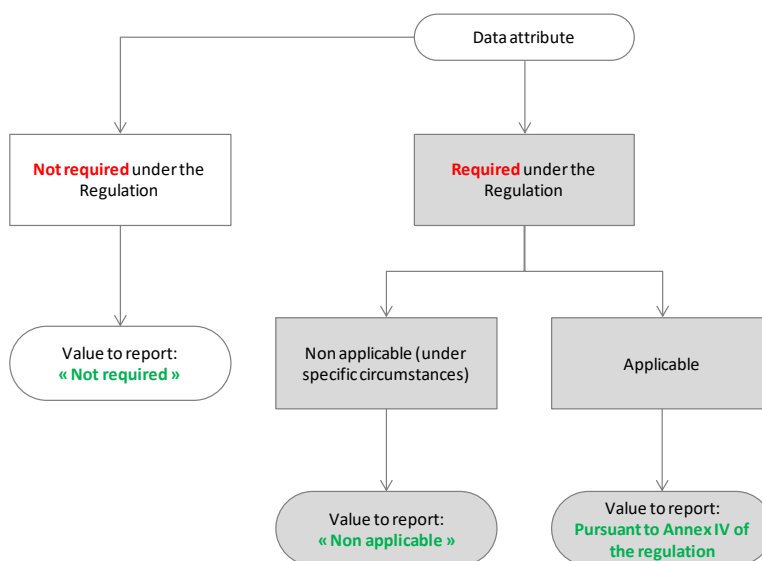 Data attribute
Not required under the
Regulation
Required under the
Regulation
Value to report:
« Not required »
Non applicable (under
specific circumstances)
Applicable
Value to report:
« Non applicable »
Value to report:
Pursuant to Annex IV of
the regulation